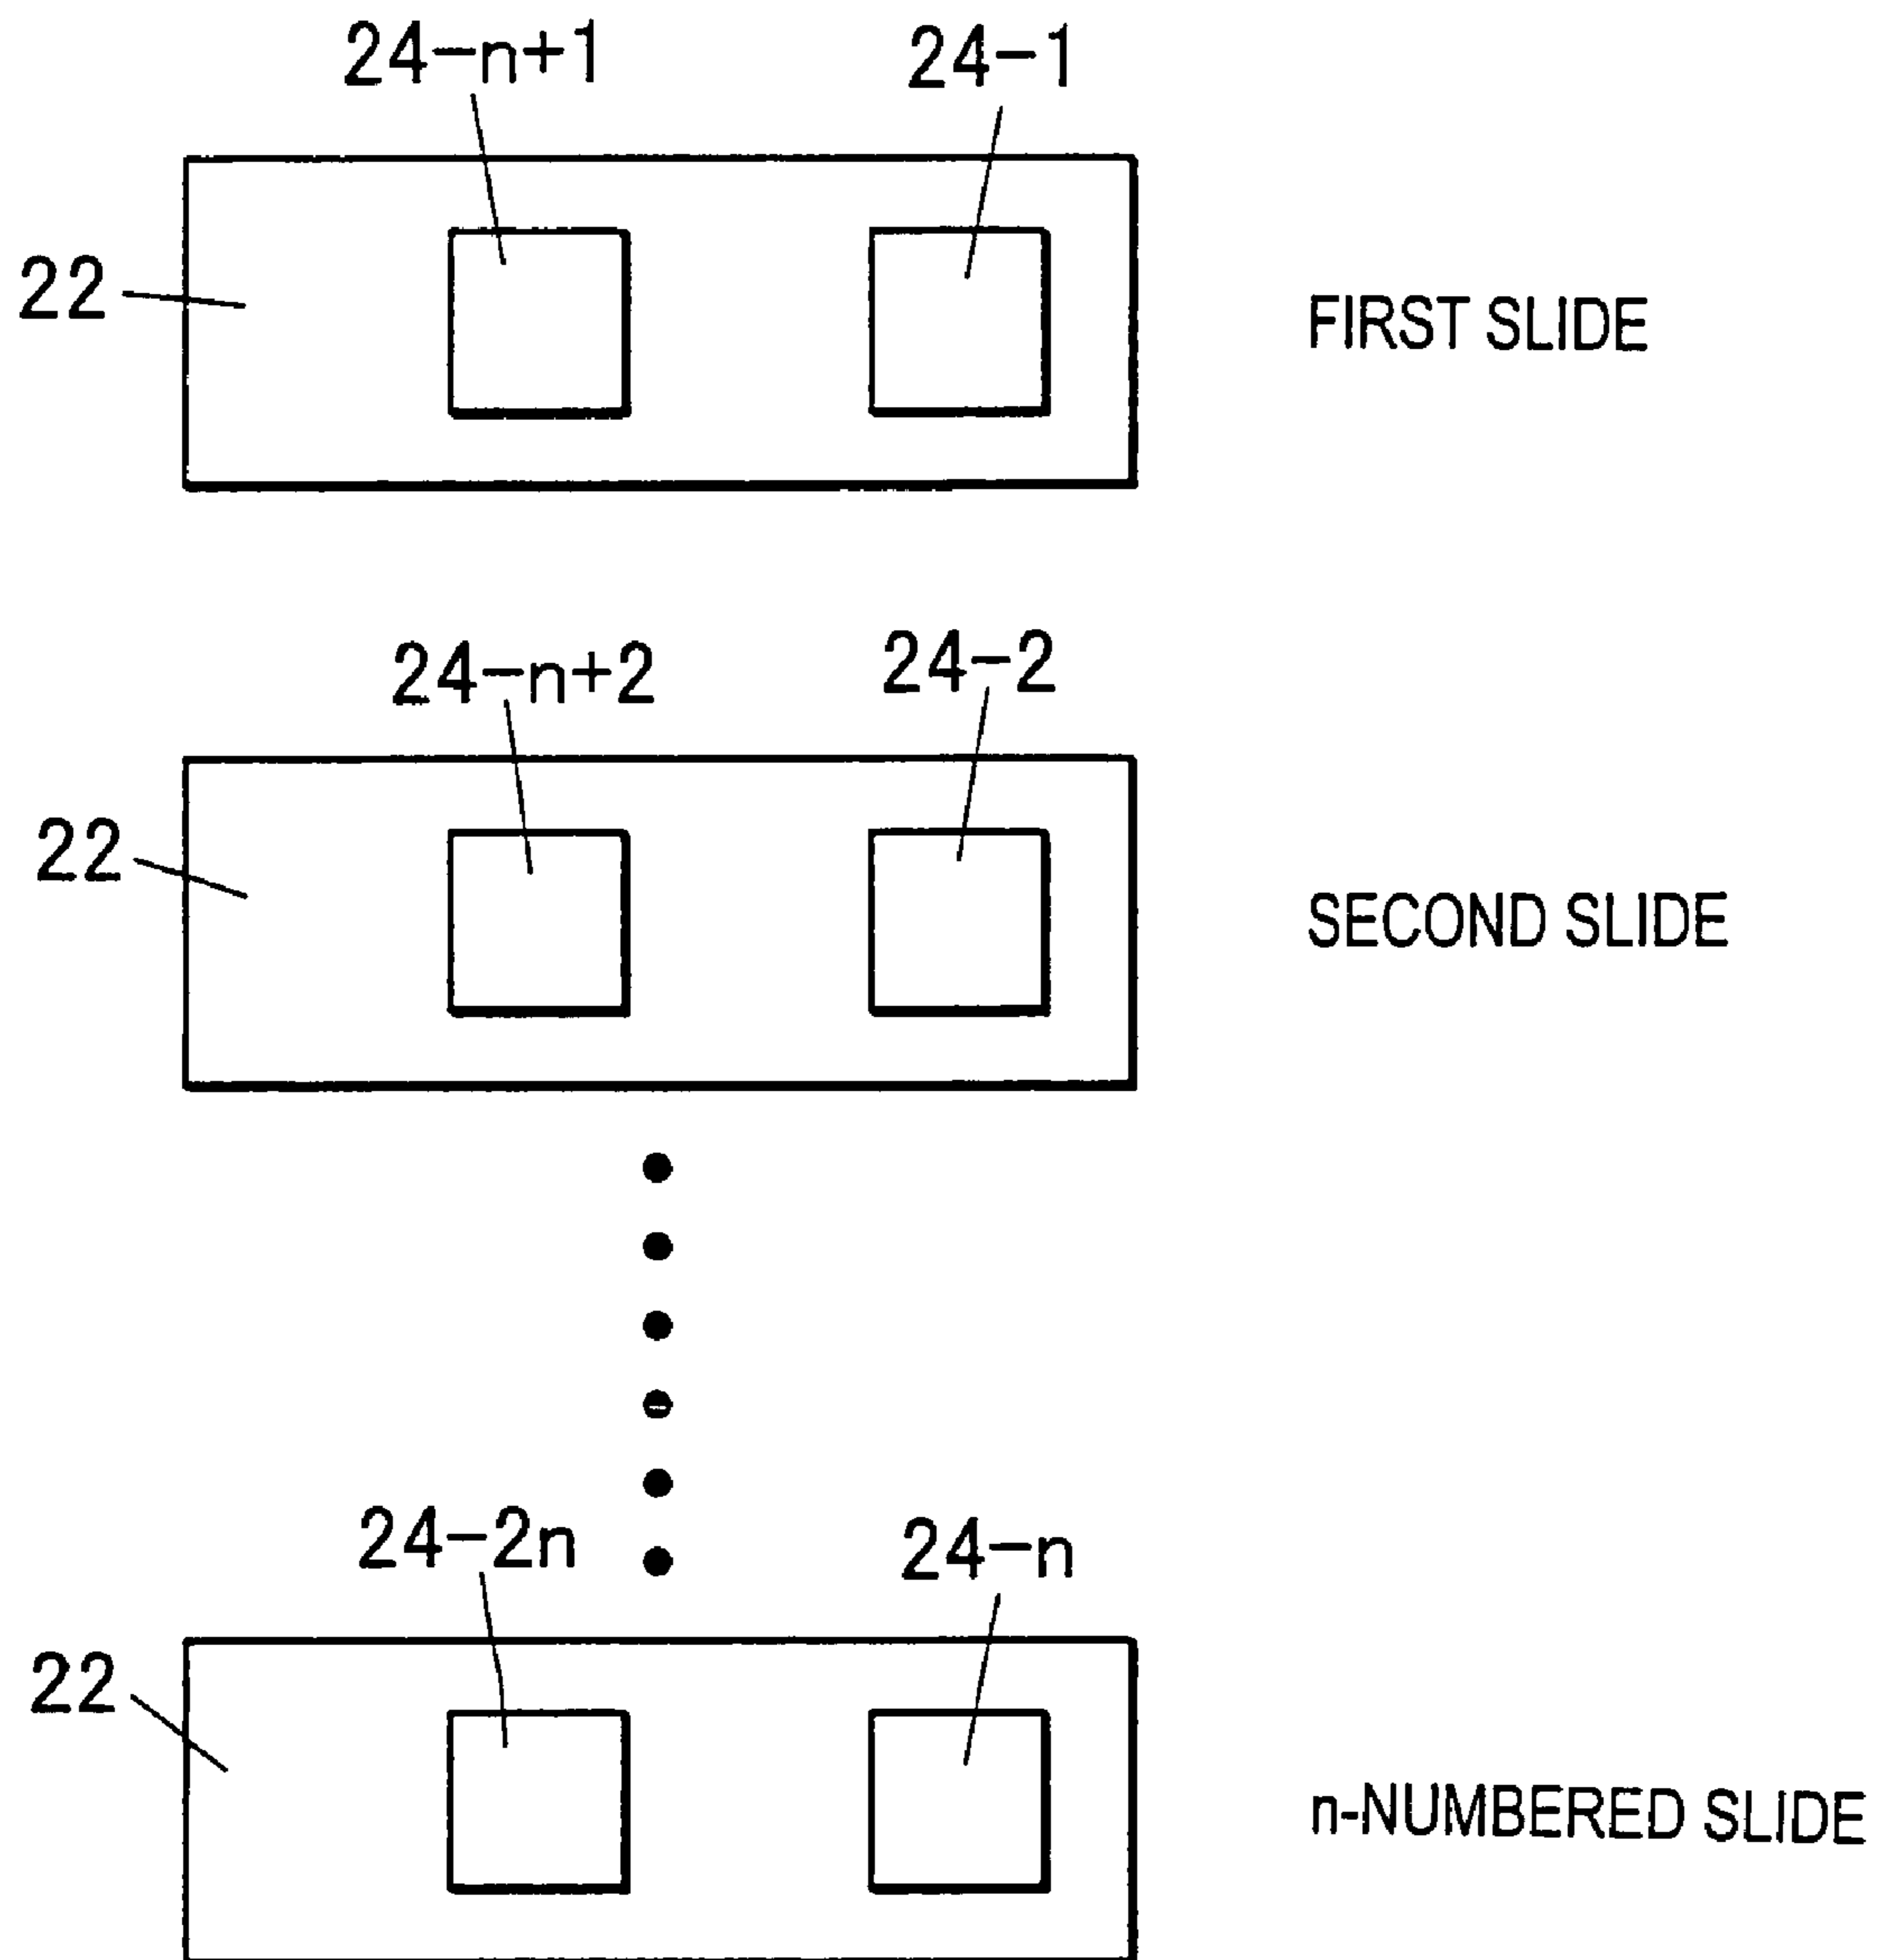 24-n+1
24-1
22
FIRST SLIDE
24-n+2
24-2
22
SECOND SLIDE
24-2n
24-n
22
n-NUMBERED SLIDE